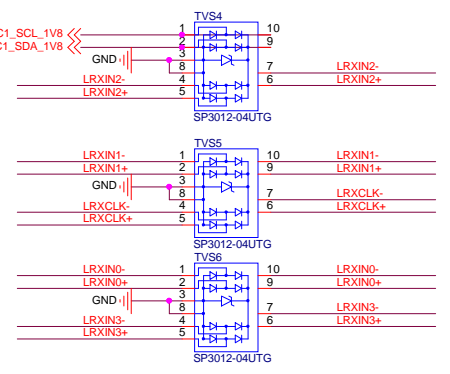 TVS4
C1_SCL_1V8 1 10
C1_SDA_1V8 2 9
GND 3
8 7 LRXIN2-
LRXIN2- 4 6 LRXIN2+
LRXIN2+ 5
SP3012-04UTG
TVS5
LRXIN1- 1 10 LRXIN1-
LRXIN1+ 2 9 LRXIN1+
GND 3
8 7 LRXCLK-
LRXCLK- 4 6 LRXCLK+
LRXCLK+ 5
SP3012-04UTG
TVS6
LRXIN0- 1 10 LRXIN0-
LRXIN0+ 2 9 LRXIN0+
GND 3
8 7 LRXIN3-
LRXIN3- 4 6 LRXIN3+
LRXIN3+ 5
SP3012-04UTG